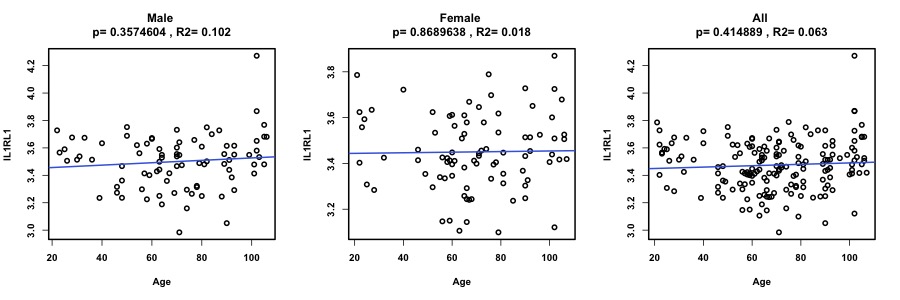 Male
p= 0.3574604 , R2= 0.102
IL1RL1
4.2
4.0
3.8
3.6
3.4
3.2
3.0
20 40 60 80 100
Age
Female
p= 0.8689638 , R2= 0.018
IL1RL1
3.8
3.6
3.4
3.2
20 40 60 80 100
Age
All
p= 0.414889 , R2= 0.063
IL1RL1
4.2
4.0
3.8
3.6
3.4
3.2
3.0
20 40 60 80 100
Age